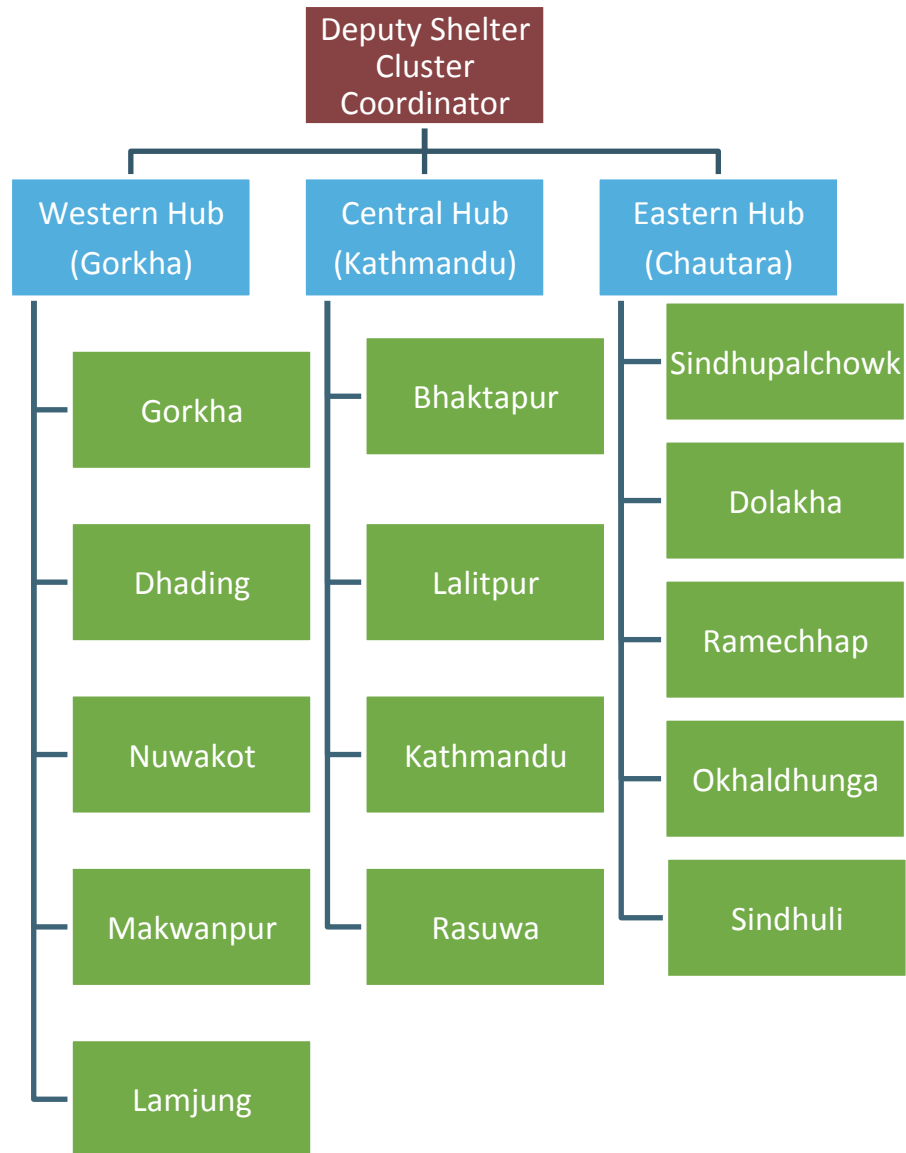 Deputy Shelter
Cluster
Coordinator
Western Hub
(Gorkha)
Central Hub
(Kathmandu)
Eastern Hub
(Chautara)
Gorkha
Dhading
Nuwakot
Makwanpur
Lamjung
Bhaktapur
Lalitpur
Kathmandu
Rasuwa
Sindhupalchowk
Dolakha
Ramechhap
Okhaldhunga
Sindhuli